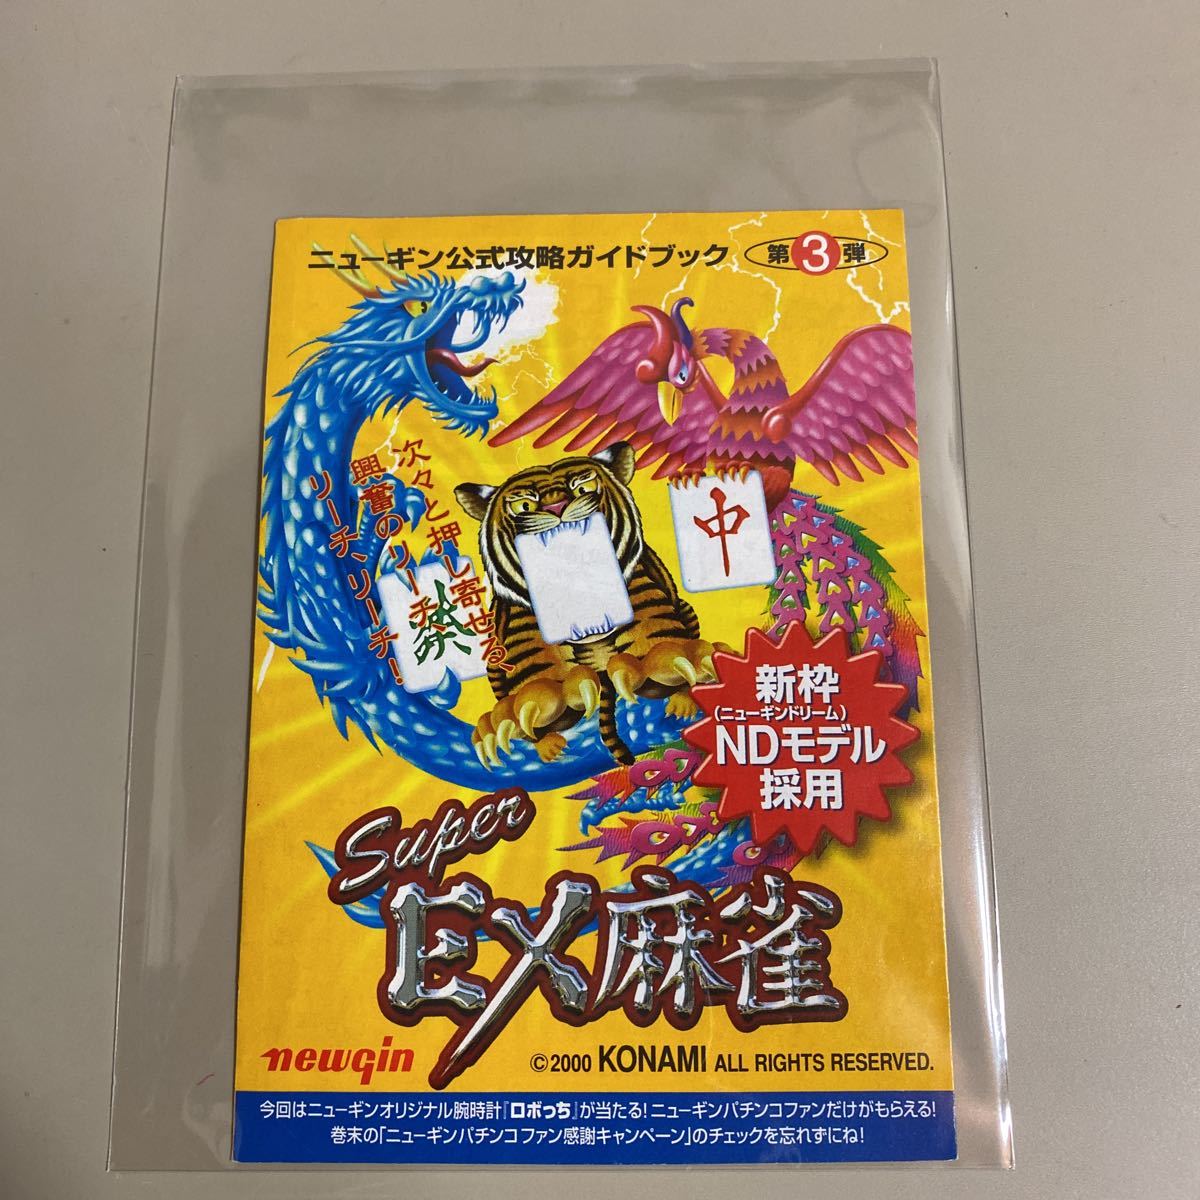 ニューギン公式攻略ガイドブック 第3弾
次々と押し寄せる、
興奮のリーチ、
リーチ、リーチ!
發
中
新枠
(ニューギンドリーム)
NDモデル
採用
Super
EX麻雀
newgin
©2000 KONAMI ALL RIGHTS RESERVED.
今回はニューギンオリジナル腕時計『ロボっち』が当たる!ニューギンパチンコファンだけがもらえる!
巻末の「ニューギンパチンコファン感謝キャンペーン」のチェックを忘れずにね!